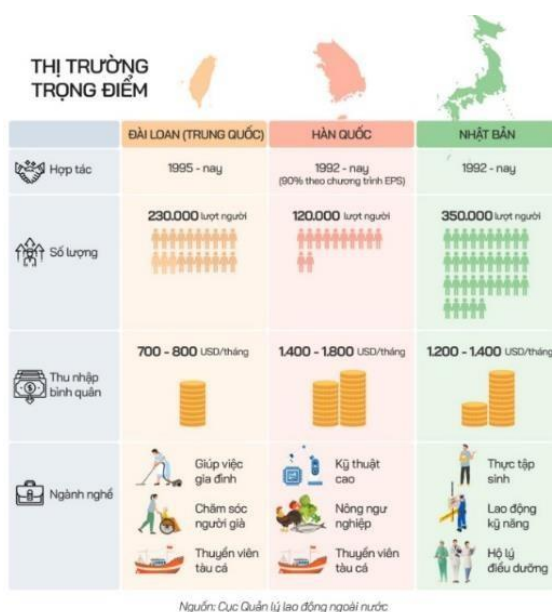 THỊ TRƯỜNG
TRỌNG ĐIỂM
ĐÀI LOAN (TRUNG QUỐC)
HÀN QUỐC
NHẬT BẢN
Hợp tác
1995 - nay
1992 - nay
(90% theo chương trình EPS)
1992 - nay
Số lượng
230.000 lượt người
120.000 lượt người
350.000 lượt người
Thu nhập
bình quân
700 - 800 USD/tháng
1.400 - 1.800 USD/tháng
1.200 - 1.400 USD/tháng
Ngành nghề
Giúp việc
gia đình
Chăm sóc
người già
Thuyền viên
tàu cá
Kỹ thuật
cao
Nông ngư
nghiệp
Thuyền viên
tàu cá
Thực tập
sinh
Lao động
kỹ năng
Hộ lý
điều dưỡng
Nguồn: Cục Quản lý lao động ngoài nước